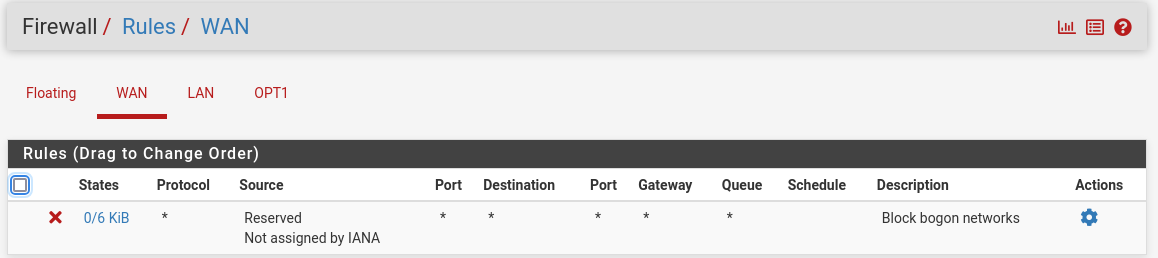 Firewall / Rules / WAN
Floating WAN LAN OPT1
Rules (Drag to Change Order)
States Protocol Source Port Destination Port Gateway Queue Schedule Description Actions
0/6 KiB * Reserved * * * * * Block bogon networks
Not assigned by IANA